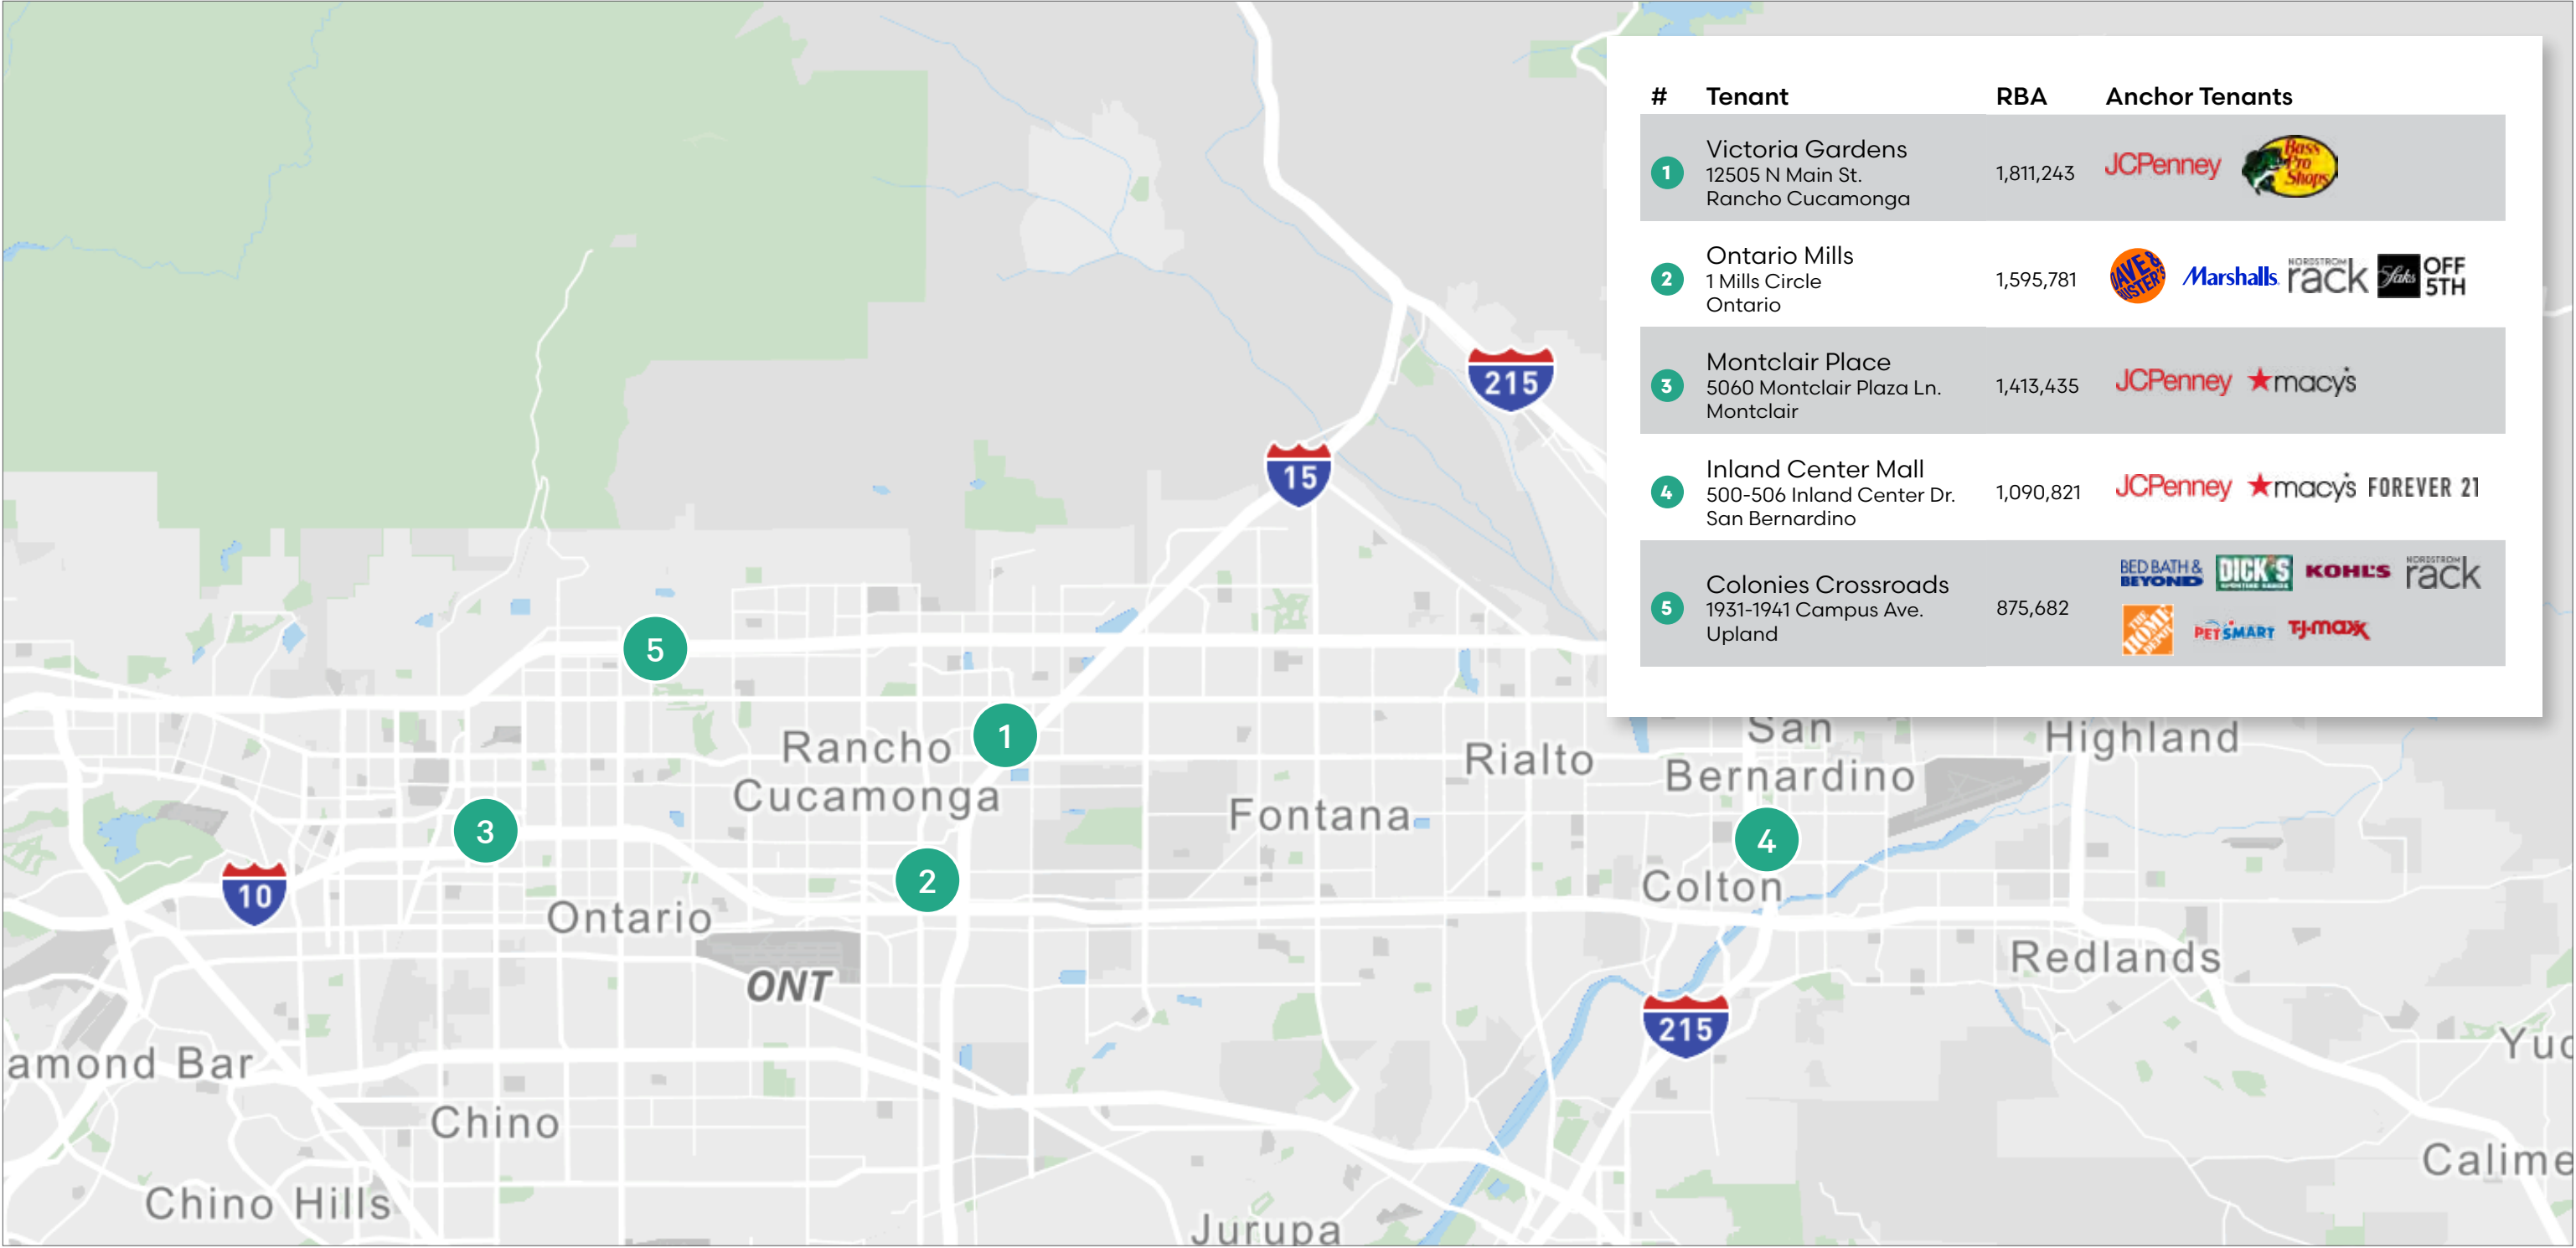 # Tenant RBA Anchor Tenants
1 Victoria Gardens
12505 N Main St.
Rancho Cucamonga
1,811,243
JCPenney Bass Pro Shops
2 Ontario Mills
1 Mills Circle
Ontario
1,595,781
DAVE & BUSTER'S Marshalls NORDSTROM rack Saks OFF 5TH
3 Montclair Place
5060 Montclair Plaza Ln.
Montclair
1,413,435
JCPenney macy's
4 Inland Center Mall
500-506 Inland Center Dr.
San Bernardino
1,090,821
JCPenney macy's FOREVER 21
5 Colonies Crossroads
1931-1941 Campus Ave.
Upland
875,682
BED BATH & BEYOND DICK'S SPORTING GOODS KOHL'S NORDSTROM rack
THE HOME DEPOT PETSMART T·J·maxx
215
15
5
1
Rancho
Cucamonga
Rialto
San
Bernardino
Highland
3
Fontana
4
10
2
Colton
Ontario
Redlands
ONT
215
amond Bar
Yuc
Chino
Calime
Chino Hills
Jurupa